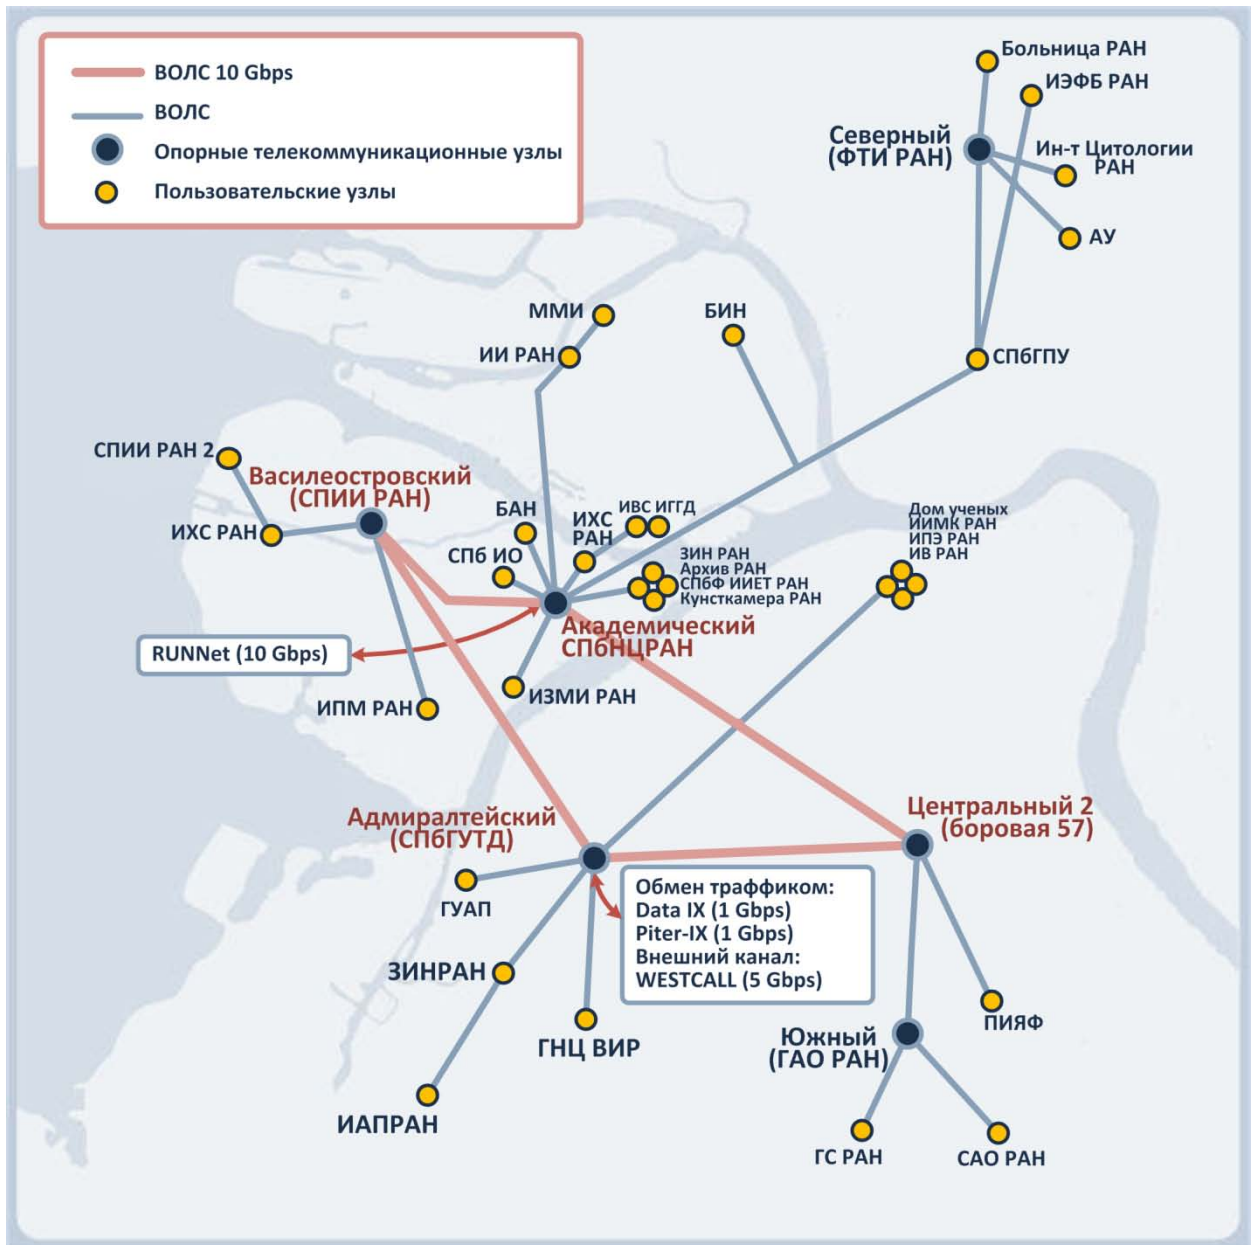 ВОЛС 10 Gbps
ВОЛС
Опорные телекоммуникационные узлы
Пользовательские узлы
Больница РАН
ИЭФБ РАН
Северный
(ФТИ РАН)
Ин-т Цитологии
РАН
АУ
ММИ
ИИ РАН
БИН
СПбГПУ
СПИИ РАН 2
Василеостровский
(СПИИ РАН)
ИХС РАН
БАН
СПб ИО
ИХС
РАН
ИВС ИГГД
ЗИН РАН
Архив РАН
СПбФ ИИЕТ РАН
Кунсткамера РАН
Дом ученых
ИИМК РАН
ИПЭ РАН
ИВ РАН
Академический
СПбНЦРАН
RUNNet (10 Gbps)
ИПМ РАН
ИЗМИ РАН
Адмиралтейский
(СПбГУТД)
Центральный 2
(боровая 57)
ГУАП
Обмен траффиком:
Data IX (1 Gbps)
Piter-IX (1 Gbps)
Внешний канал:
WESTCALL (5 Gbps)
ЗИНРАН
ГНЦ ВИР
ПИЯФ
Южный
(ГАО РАН)
ИАПРАН
ГС РАН
САО РАН